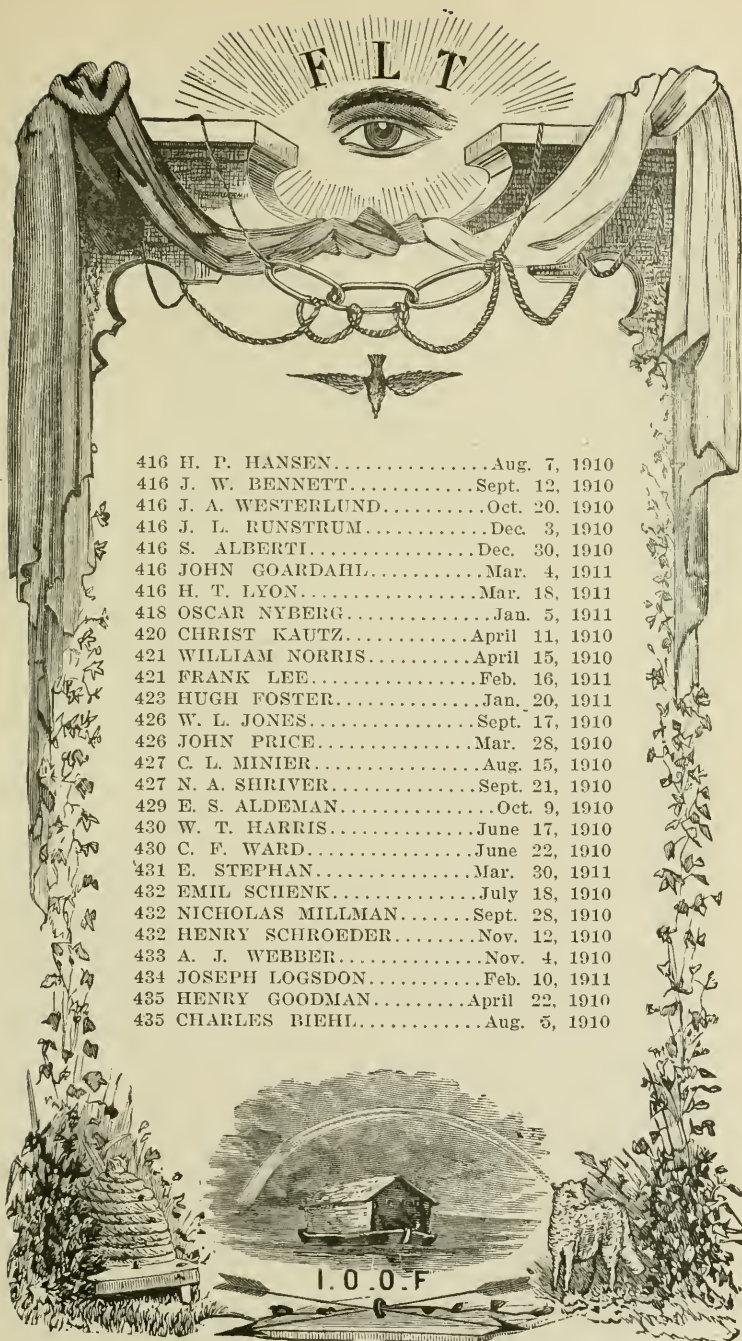 F L T
416 H. P. HANSEN...............Aug. 7, 1910
416 J. W. BENNETT............Sept. 12, 1910
416 J. A. WESTERLUND..........Oct. 20, 1910
416 J. L. RUNSTRUM............Dec. 3, 1910
416 S. ALBERTI................Dec. 30, 1910
416 JOHN GOARDAHL...........Mar. 4, 1911
416 H. T. LYON...............Mar. 18, 1911
418 OSCAR NYBERG..............Jan. 5, 1911
420 CHRIST KAUTZ............April 11, 1910
421 WILLIAM NORRIS..........April 15, 1910
421 FRANK LEE.................Feb. 16, 1911
423 HUGH FOSTER...............Jan. 20, 1911
426 W. L. JONES..............Sept. 17, 1910
426 JOHN PRICE...............Mar. 28, 1910
427 C. L. MINIER..............Aug. 15, 1910
427 N. A. SHRIVER............Sept. 21, 1910
429 E. S. ALDEMAN..............Oct. 9, 1910
430 W. T. HARRIS.............June 17, 1910
430 C. F. WARD...............June 22, 1910
431 E. STEPHAN...............Mar. 30, 1911
432 EMIL SCHENK..............July 18, 1910
432 NICHOLAS MILLMAN.......Sept. 28, 1910
432 HENRY SCHROEDER........Nov. 12, 1910
433 A. J. WEBBER..............Nov. 4, 1910
434 JOSEPH LOGSDON............Feb. 10, 1911
435 HENRY GOODMAN.........April 22, 1910
435 CHARLES BIEHL............Aug. 5, 1910
I.O.O.F